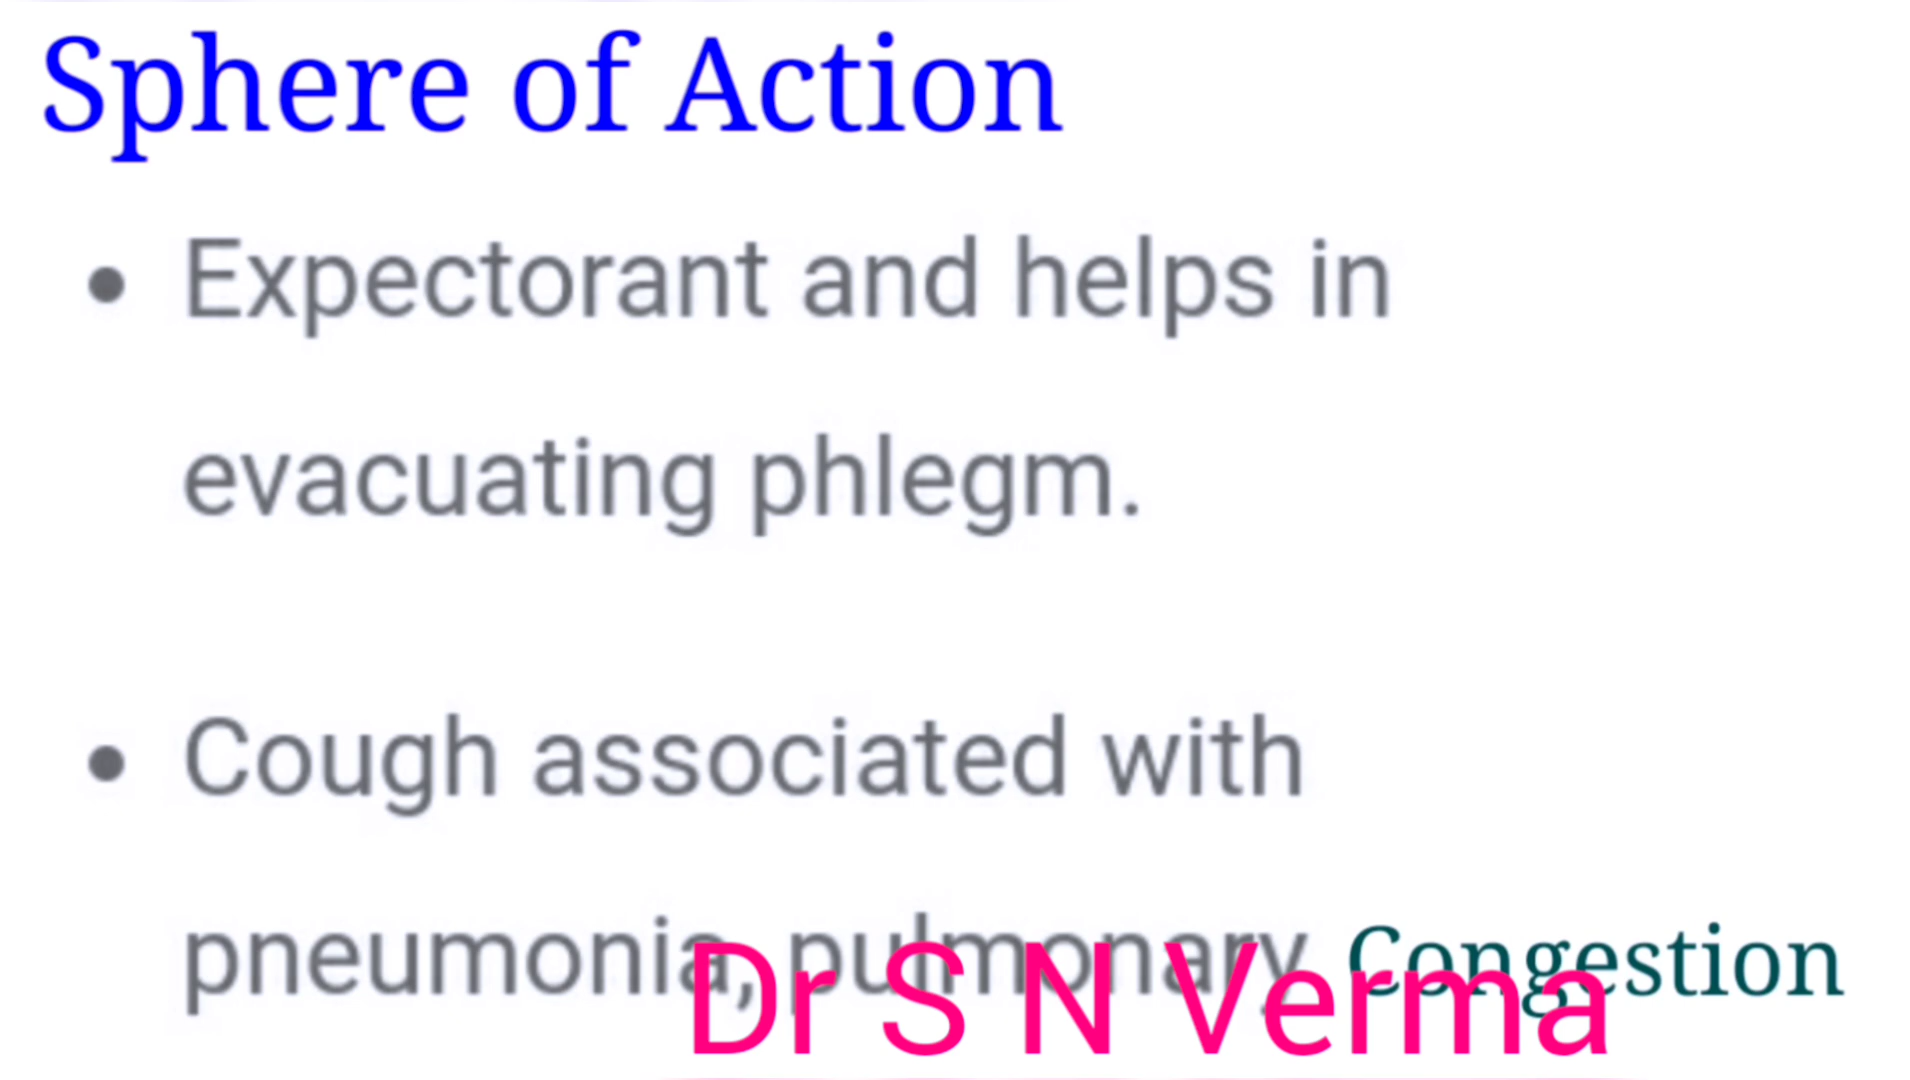 Sphere of Action
• Expectorant and helps in
evacuating phlegm.
• Cough associated with
pneumonia, pulmonary Congestion
Dr S N Verma